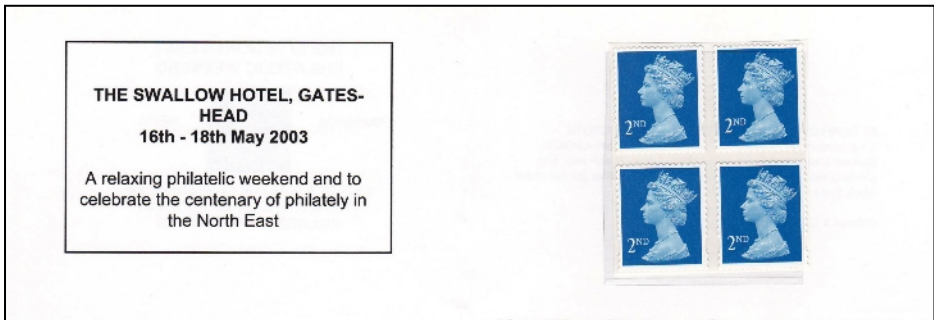 THE SWALLOW HOTEL, GATES-
HEAD
16th - 18th May 2003
A relaxing philatelic weekend and to
celebrate the centenary of philately in
the North East
2ND
2ND
2ND
2ND